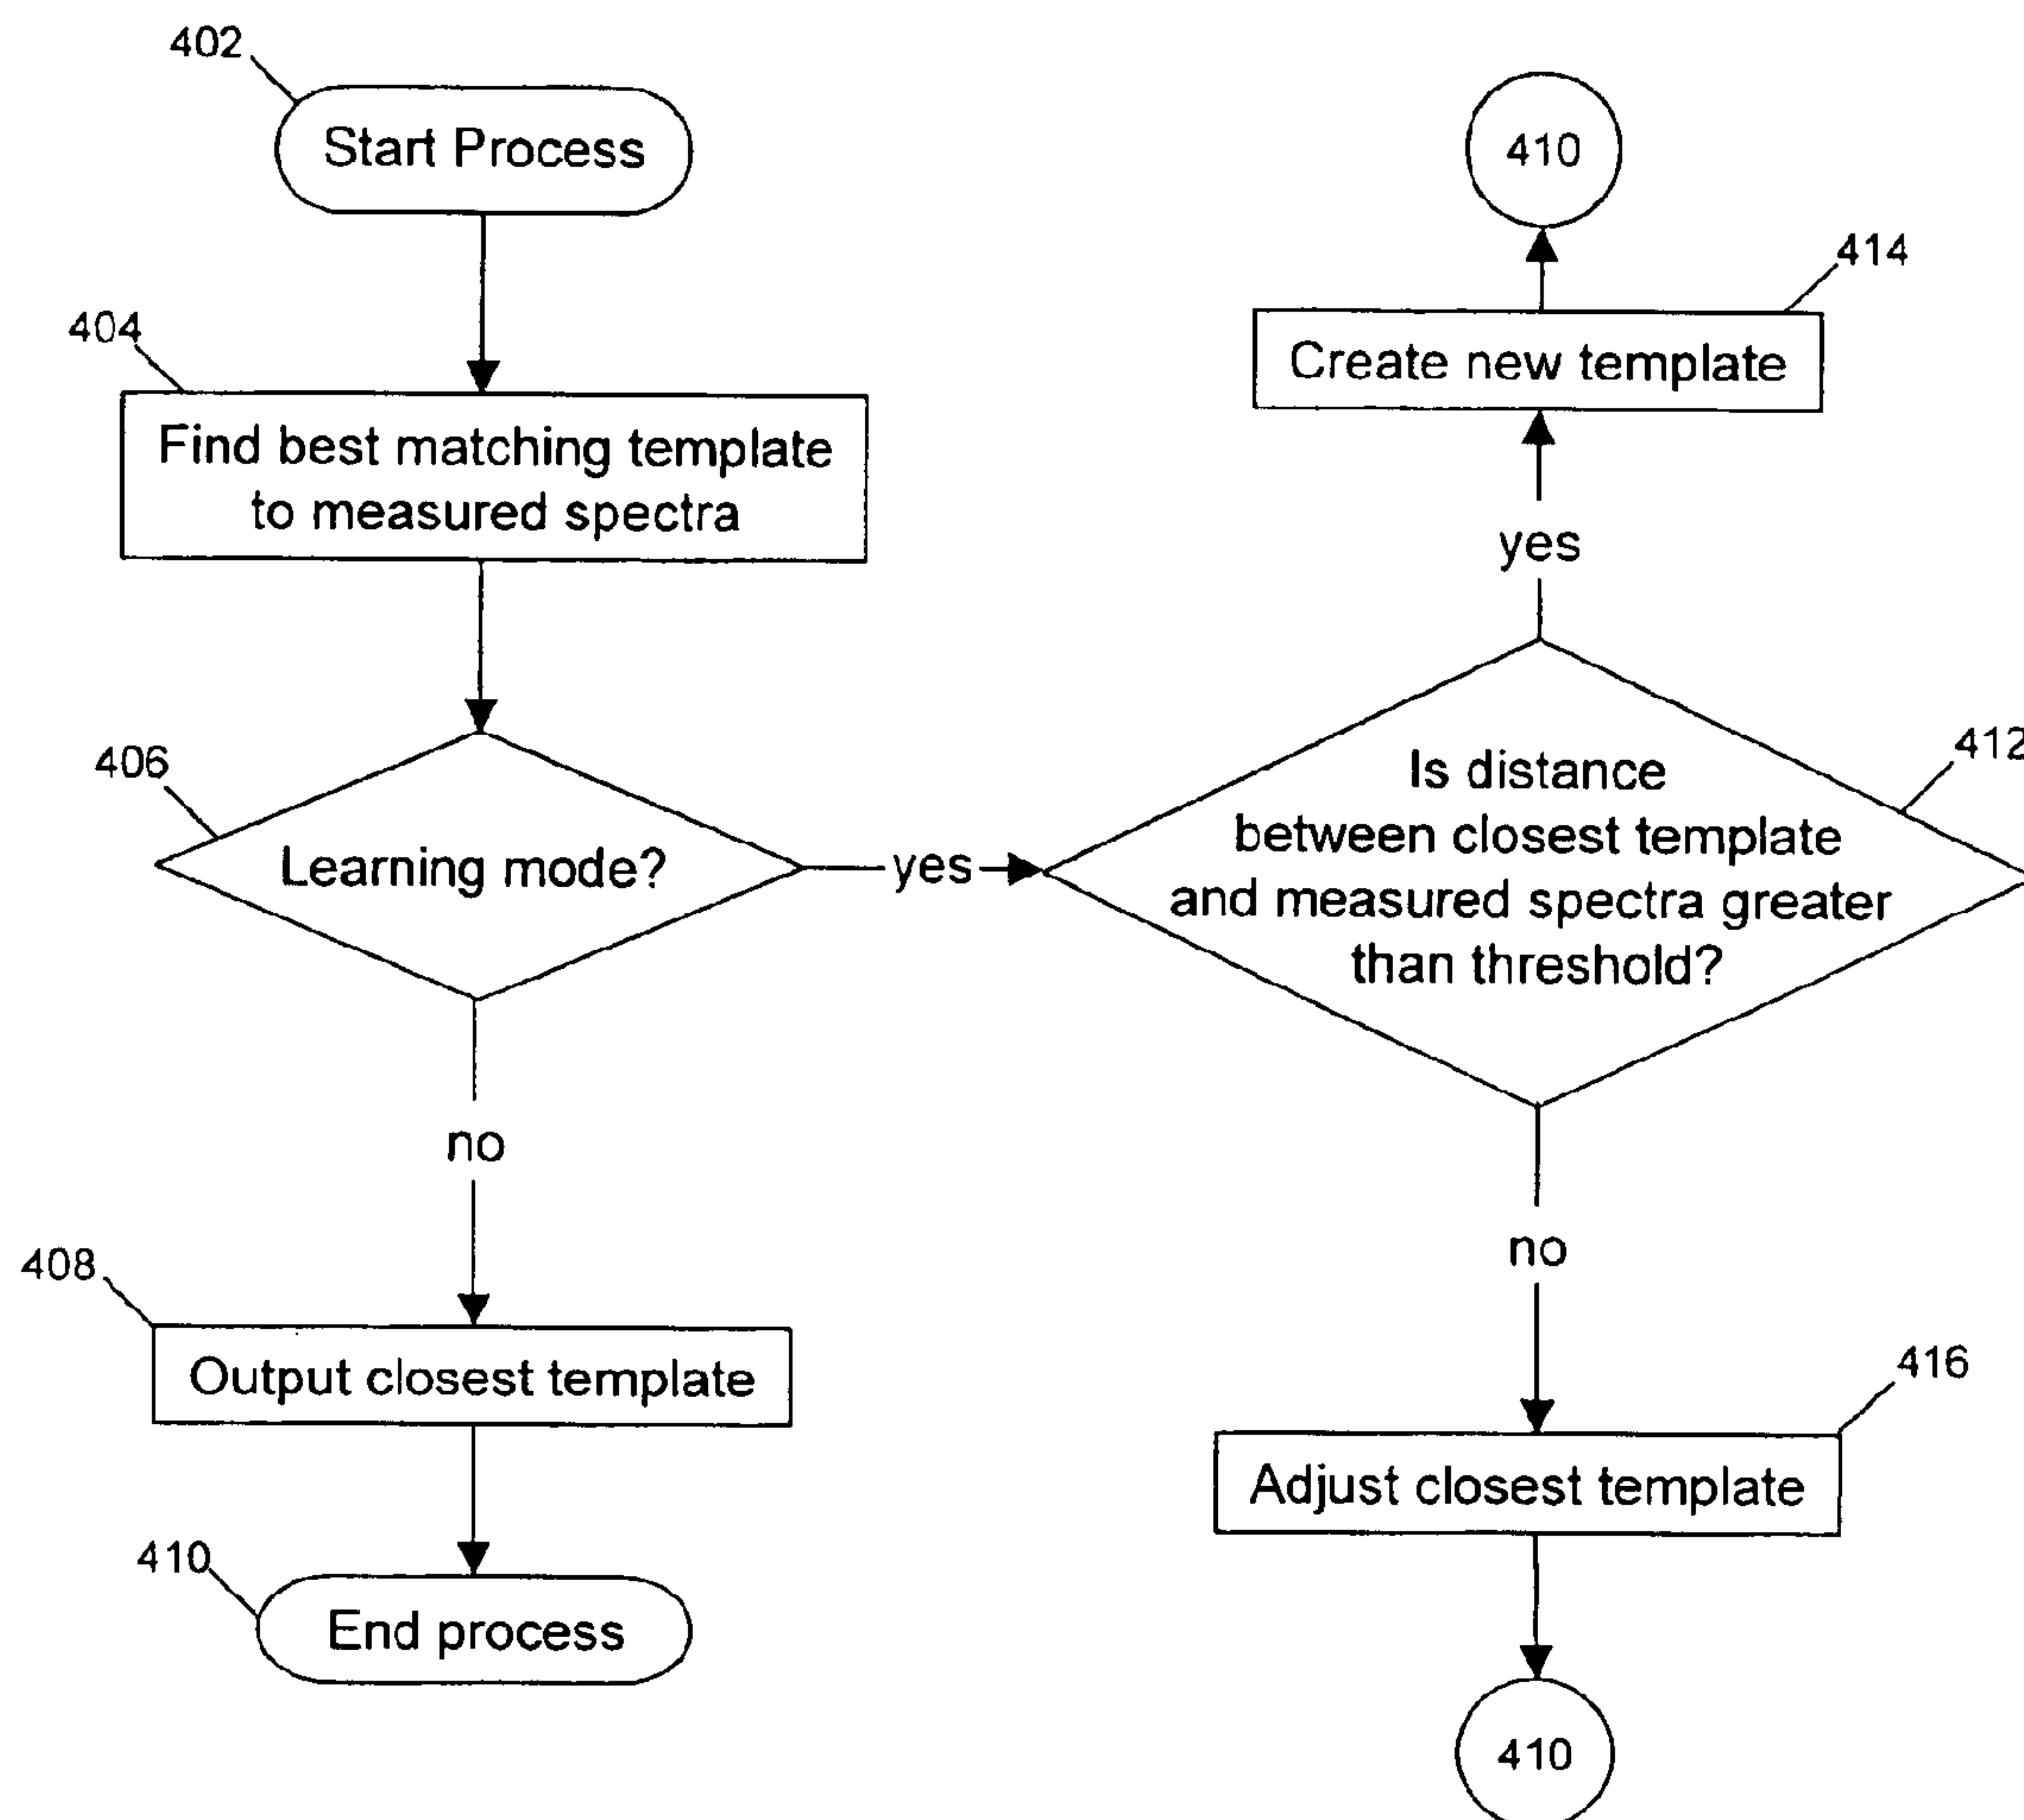 402
Start Process
404
Find best matching template
to measured spectra
406
Learning mode?
yes
no
408
Output closest template
410
End process
410
414
Create new template
yes
412
Is distance
between closest template
and measured spectra greater
than threshold?
no
416
Adjust closest template
410